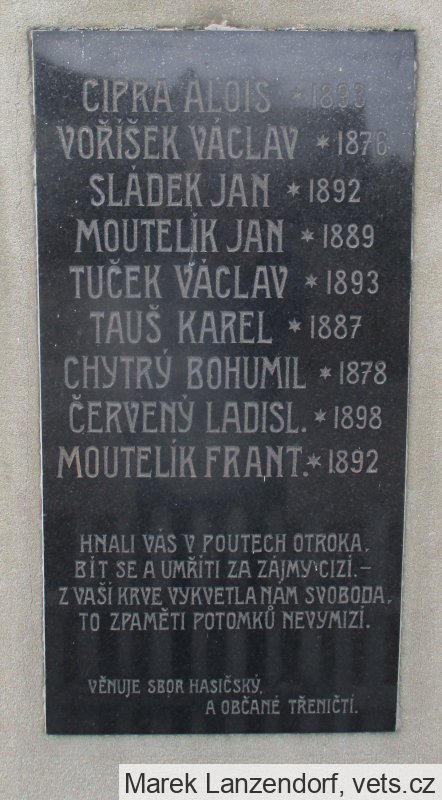 CIPRA ALOIS * 1893
VOŘÍŠEK VÁCLAV * 1876
SLÁDEK JAN * 1892
MOUTELÍK JAN * 1889
TUČEK VÁCLAV * 1893
TAUŠ KAREL * 1887
CHYTRÝ BOHUMIL * 1878
ČERVENÝ LADISL. * 1898
MOUTELÍK FRANT. * 1892
HNALI VÁS V POUTECH OTROKA,
BÍT SE A UMŘÍTI ZA ZÁJMY CIZÍ. –
Z VAŠÍ KRVE VYKVETLA NÁM SVOBODA,
TO ZPAMĚTI POTOMKŮ NEVYMIZÍ.
VĚNUJE SBOR HASIČSKÝ,
A OBČANÉ TŘENIČTÍ.
Marek Lanzendorf, vets.cz